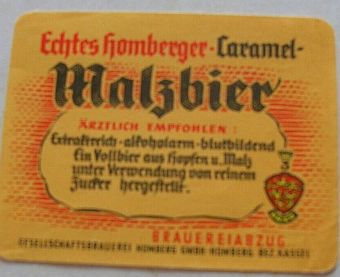 Echtes Homberger-Caramel-
Malzbier
ÄRZTLICH EMPFOHLEN:
Extraktreich-alkoholarm-blutbildend
Ein Vollbier aus Hopfen u. Malz
unter Verwendung von reinem
Zucker hergestellt.
BRAUEREIABZUG
GESELLSCHAFTSBRAUEREI HOMBERG GMBH HOMBERG BEZ. KASSEL